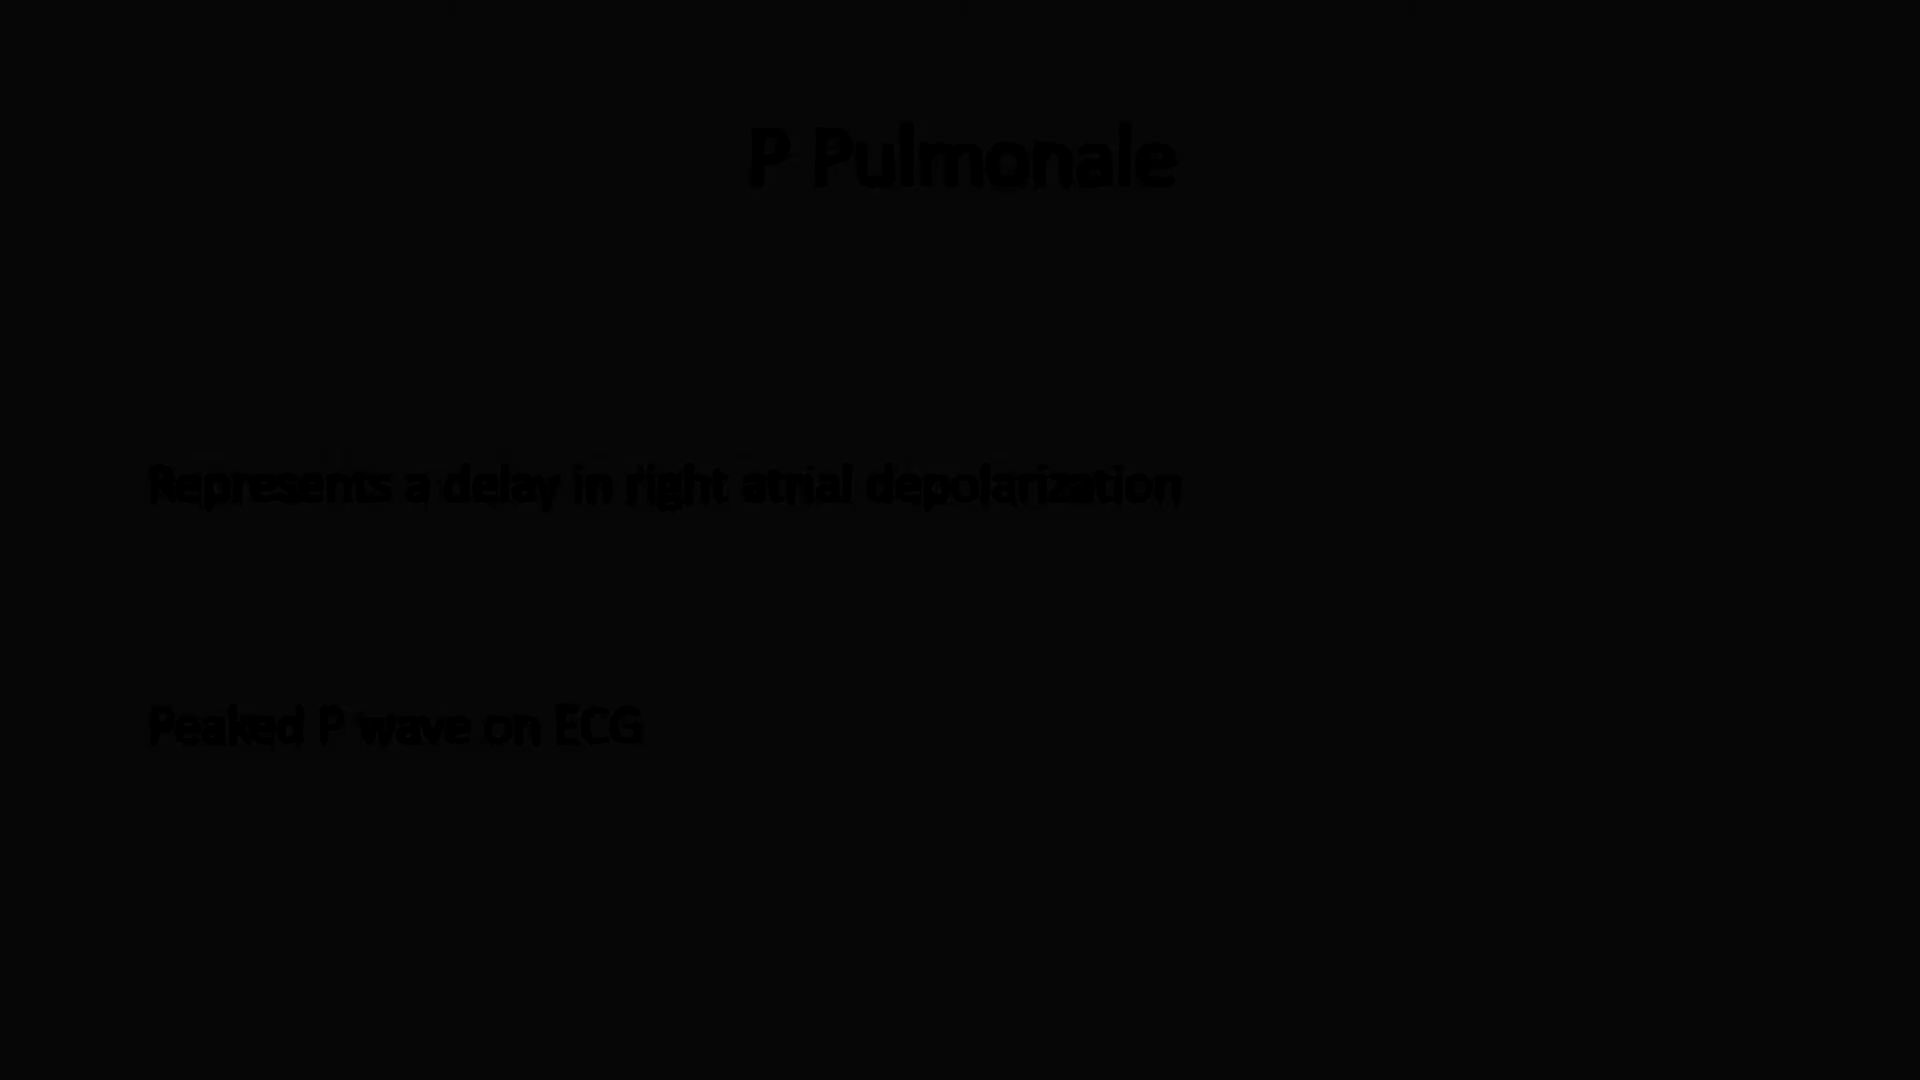 P Pulmonale
Represents a delay in right atrial depolarization
Peaked P wave on ECG